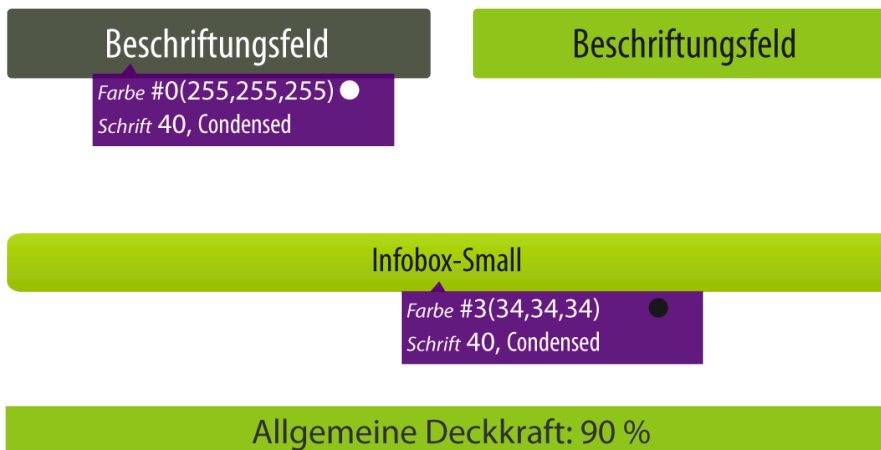 Beschriftungsfeld
Beschriftungsfeld
Farbe #0(255,255,255)
Schrift 40, Condensed
Infobox-Small
Farbe #3(34,34,34)
Schrift 40, Condensed
Allgemeine Deckkraft: 90 %